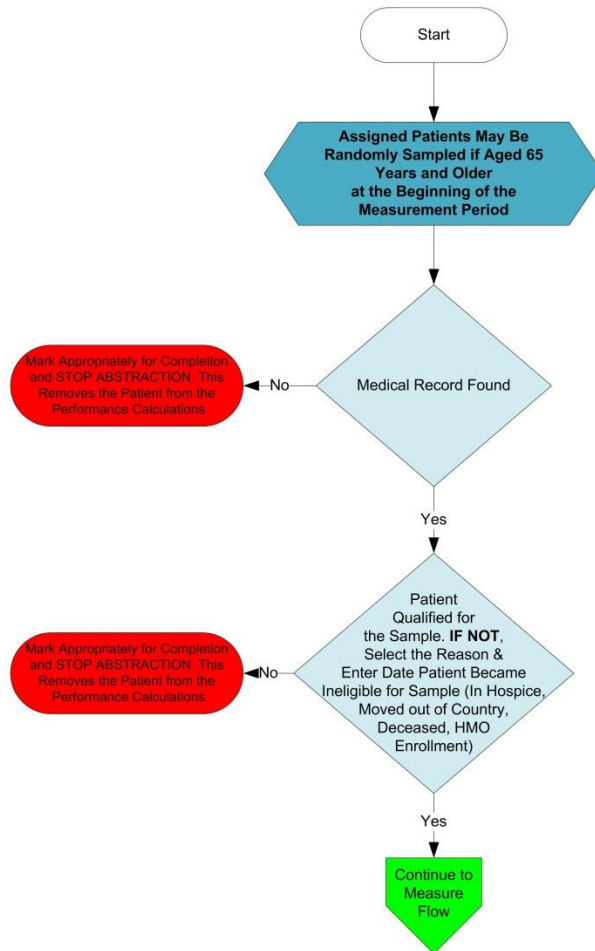 Start
Assigned Patients May Be
Randomly Sampled if Aged 65
Years and Older
at the Beginning of the
Measurement Period
Medical Record Found
No
Mark Appropriately for Completion
and STOP ABSTRACTION. This
Removes the Patient from the
Performance Calculations
Yes
Patient
Qualified for
the Sample. IF NOT,
Select the Reason &
Enter Date Patient Became
Ineligible for Sample (In Hospice,
Moved out of Country,
Deceased, HMO
Enrollment)
No
Mark Appropriately for Completion
and STOP ABSTRACTION. This
Removes the Patient from the
Performance Calculations
Yes
Continue to
Measure
Flow